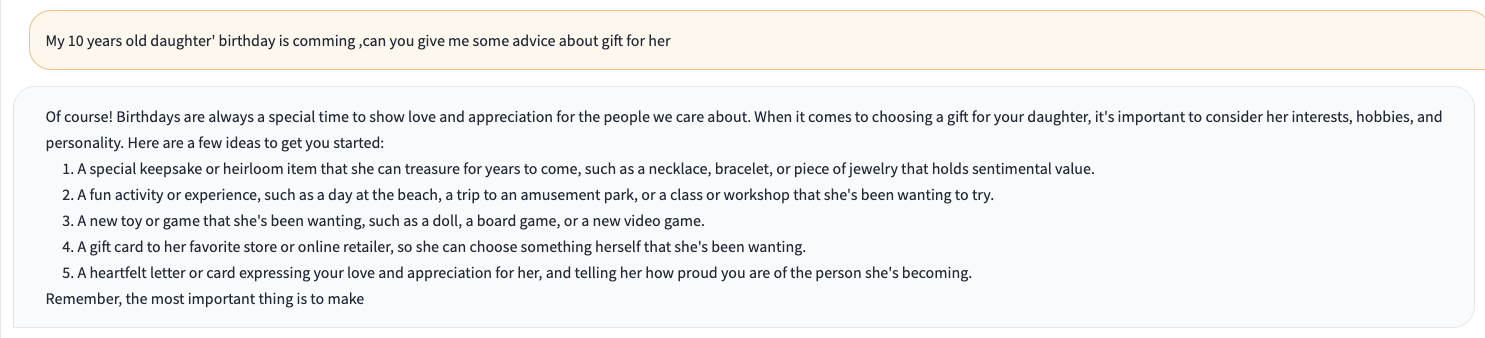 My 10 years old daughter' birthday is comming ,can you give me some advice about gift for her
Of course! Birthdays are always a special time to show love and appreciation for the people we care about. When it comes to choosing a gift for your daughter, it's important to consider her interests, hobbies, and
personality. Here are a few ideas to get you started:
1. A special keepsake or heirloom item that she can treasure for years to come, such as a necklace, bracelet, or piece of jewelry that holds sentimental value.
2. A fun activity or experience, such as a day at the beach, a trip to an amusement park, or a class or workshop that she's been wanting to try.
3. A new toy or game that she's been wanting, such as a doll, a board game, or a new video game.
4. A gift card to her favorite store or online retailer, so she can choose something herself that she's been wanting.
5. A heartfelt letter or card expressing your love and appreciation for her, and telling her how proud you are of the person she's becoming.
Remember, the most important thing is to make